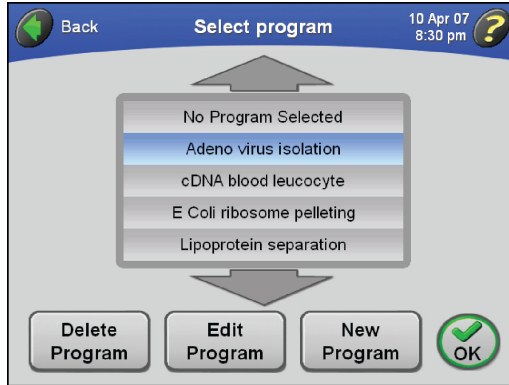 Back
Select program
10 Apr 07
8:30 pm
?
No Program Selected
Adeno virus isolation
cDNA blood leucocyte
E Coli ribosome pelleting
Lipoprotein separation
Delete
Program
Edit
Program
New
Program
OK